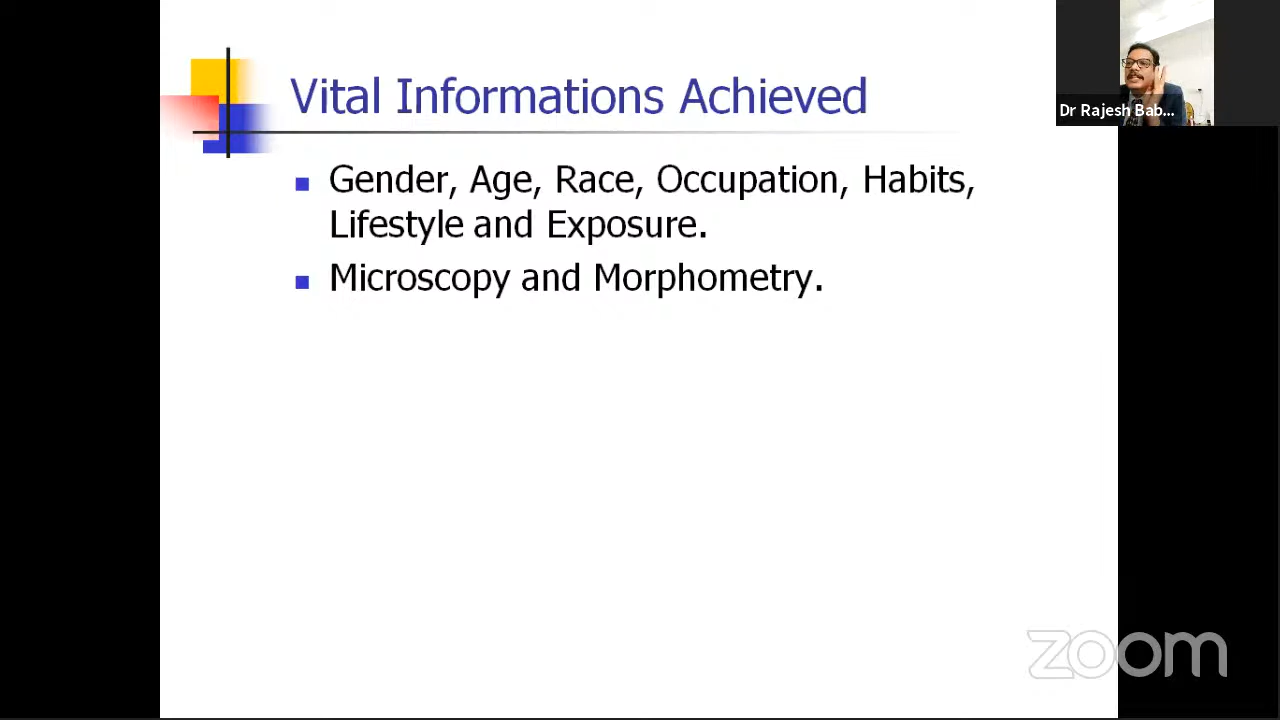 Vital Informations Achieved
Dr Rajesh Bab...
Gender, Age, Race, Occupation, Habits,
Lifestyle and Exposure.
Microscopy and Morphometry.
zoom